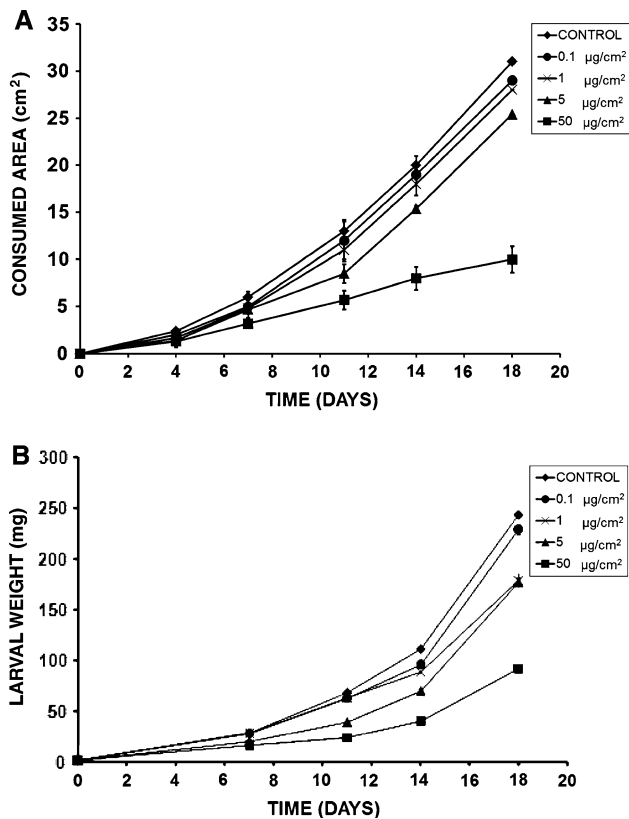 A
CONSUMED AREA (cm²)
35
30
25
20
15
10
5
0
0 2 4 6 8 10 12 14 16 18 20
TIME (DAYS)
CONTROL
0.1 µg/cm²
1 µg/cm²
5 µg/cm²
50 µg/cm²
B
LARVAL WEIGHT (mg)
300
250
200
150
100
50
0
0 2 4 6 8 10 12 14 16 18 20
TIME (DAYS)
CONTROL
0.1 µg/cm²
1 µg/cm²
5 µg/cm²
50 µg/cm²